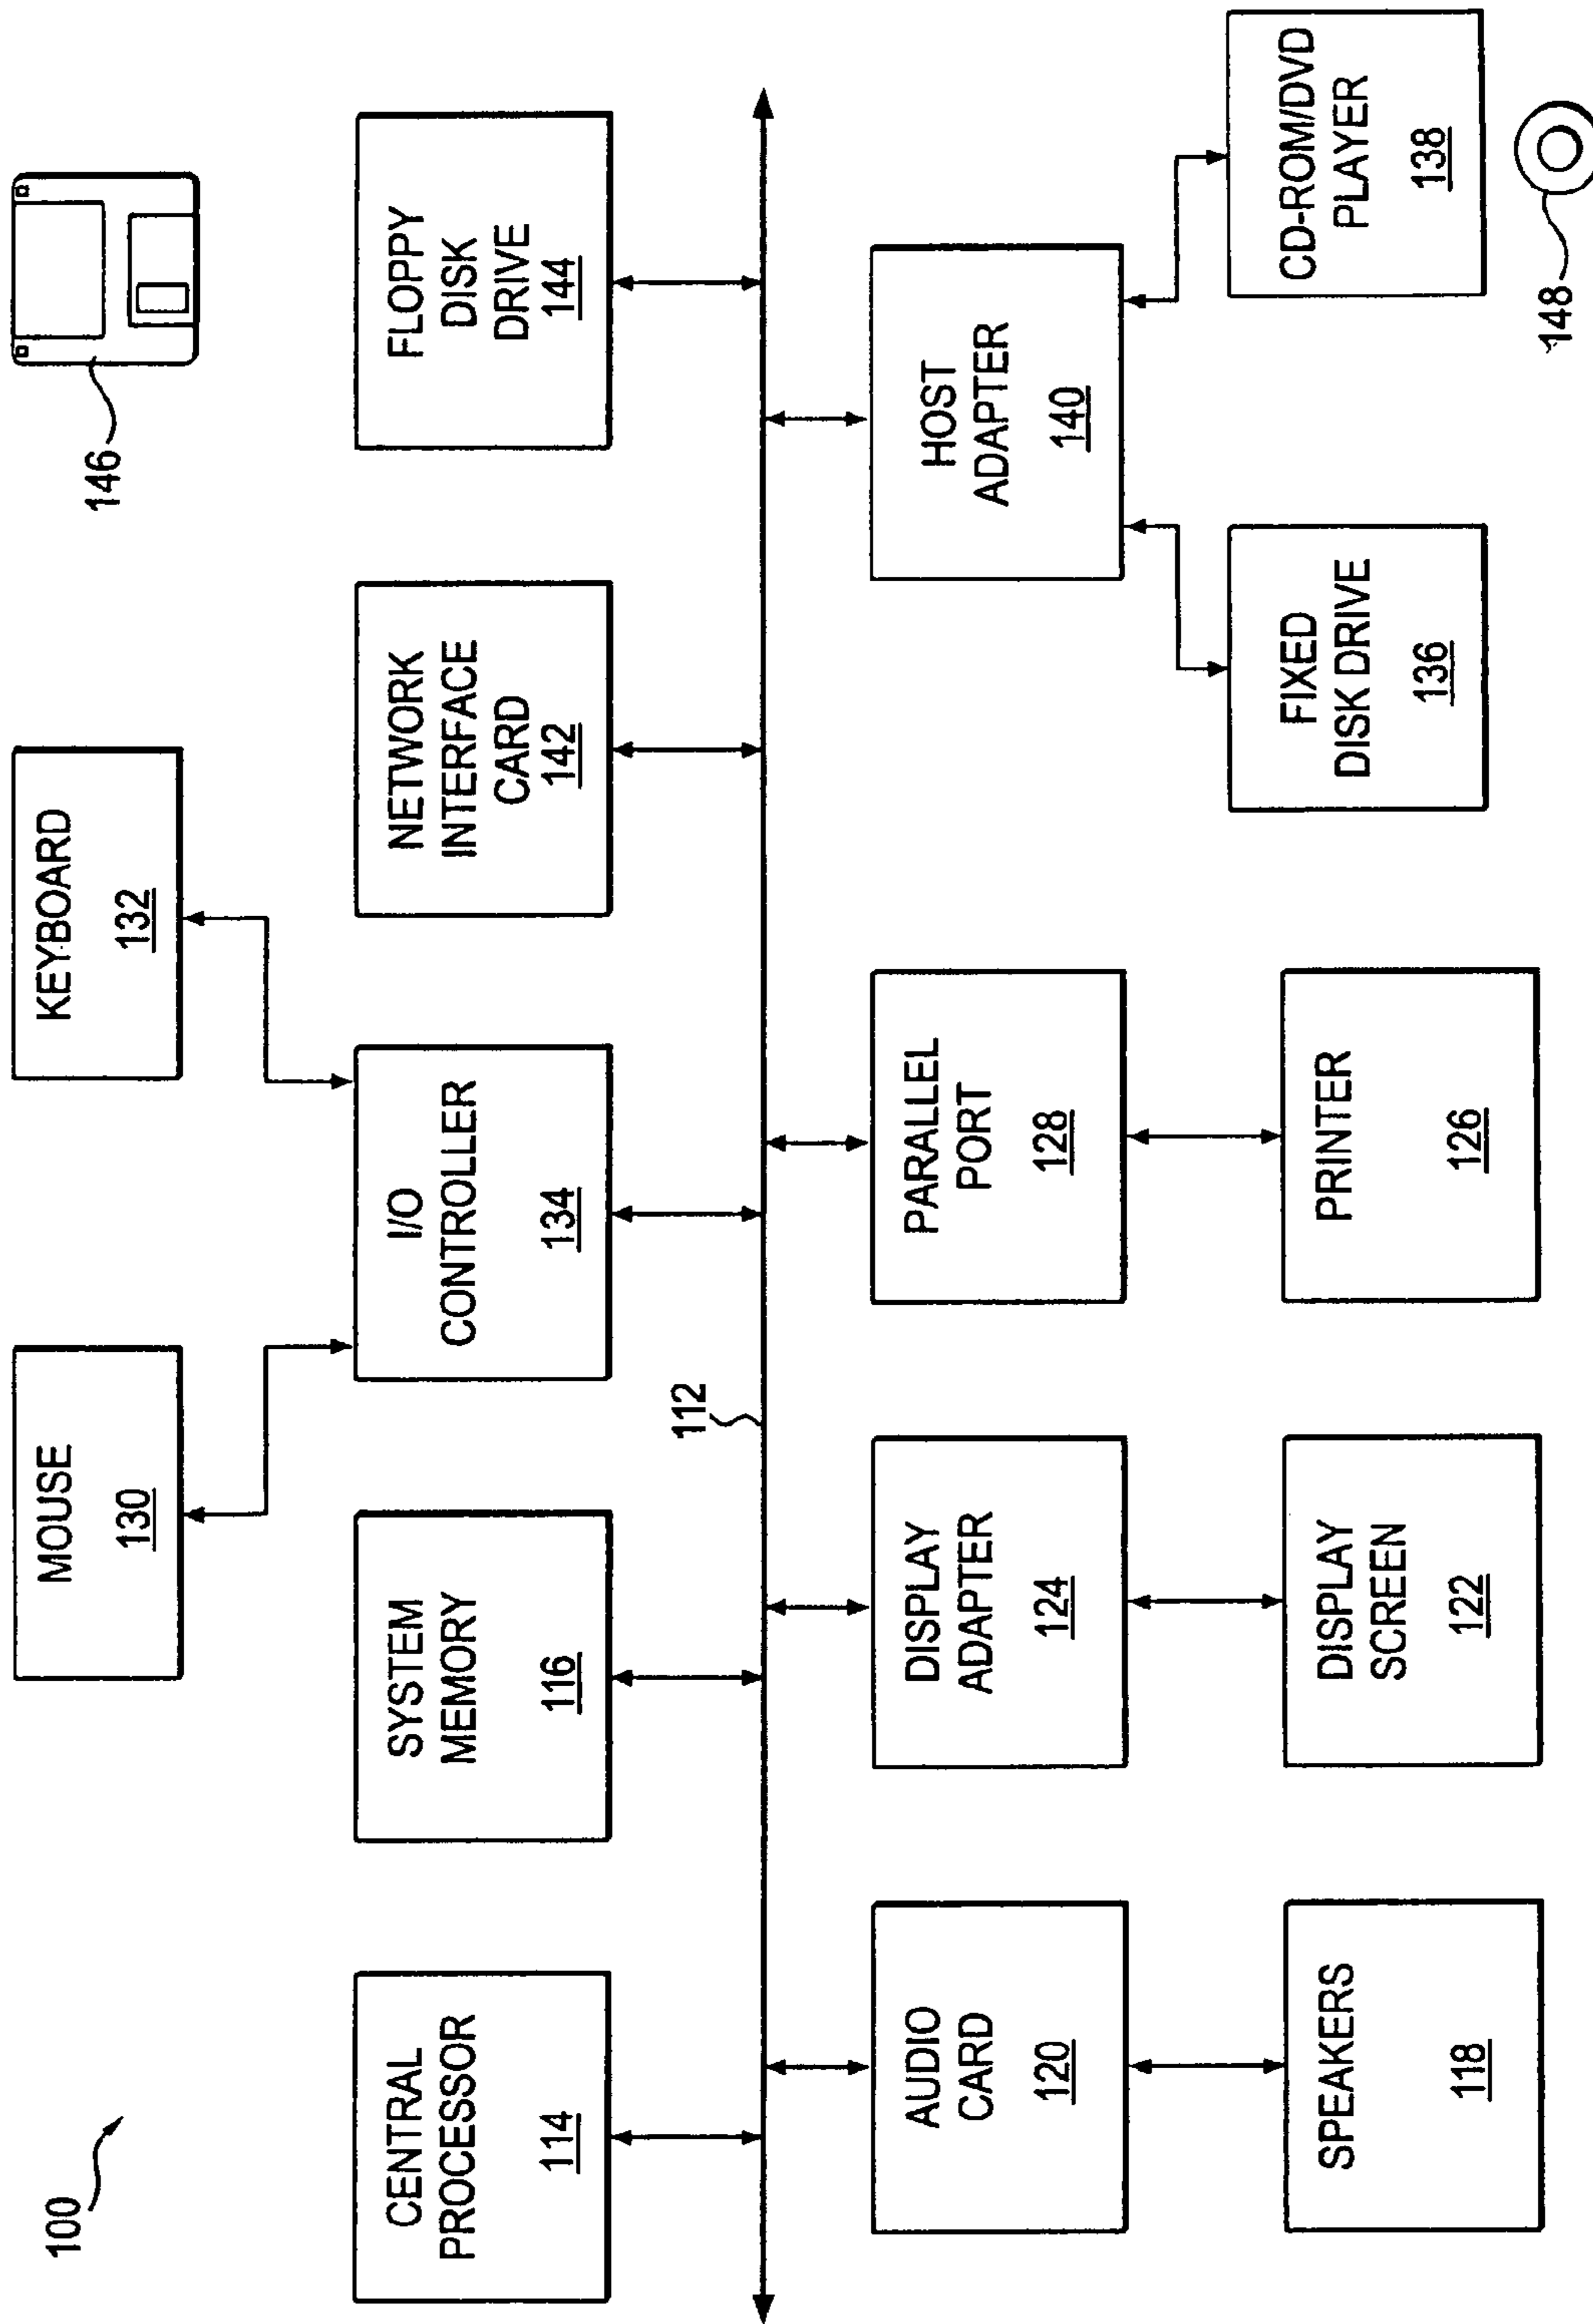 100
146
MOUSE
130
KEYBOARD
132
CENTRAL
PROCESSOR
114
SYSTEM
MEMORY
116
I/O
CONTROLLER
134
NETWORK
INTERFACE
CARD
142
FLOPPY
DISK
DRIVE
144
112
AUDIO
CARD
120
DISPLAY
ADAPTER
124
PARALLEL
PORT
128
HOST
ADAPTER
140
SPEAKERS
118
DISPLAY
SCREEN
122
PRINTER
126
FIXED
DISK DRIVE
136
CD-ROM/DVD
PLAYER
138
148